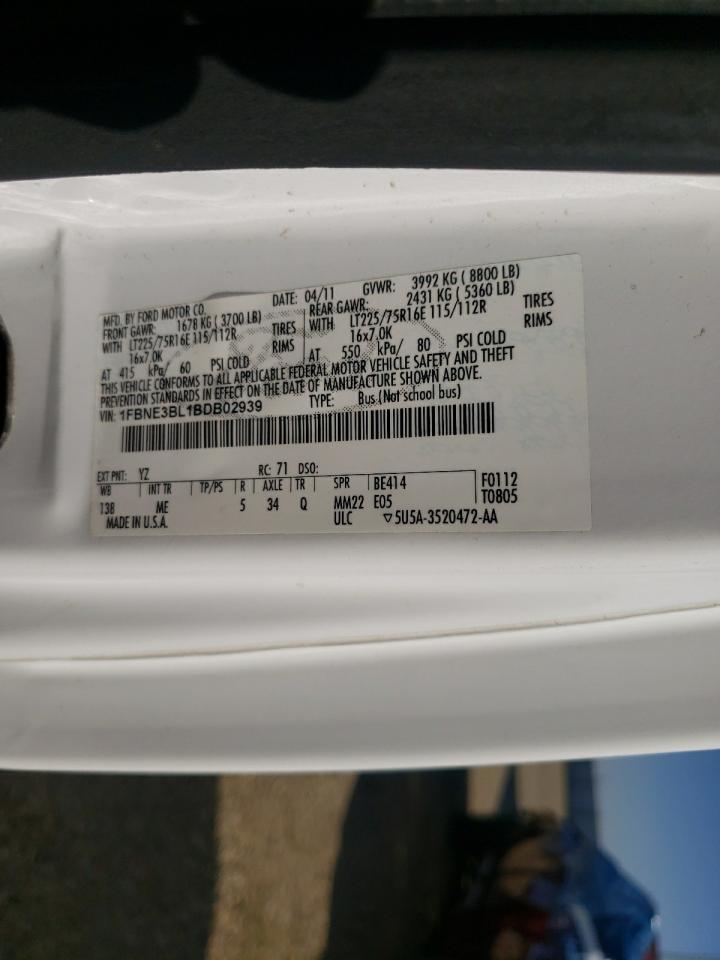 MFD. BY FORD MOTOR CO.
DATE: 04/11 GVWR: 3992 KG ( 8800 LB)
FRONT GAWR: 1678 KG ( 3700 LB)
WITH LT225/75R16E 115/112R TIRES
16x7.0K RIMS
AT 415 kPa/ 60 PSI COLD
REAR GAWR: 2431 KG ( 5360 LB)
WITH LT225/75R16E 115/112R TIRES
16x7.0K RIMS
AT 550 kPa/ 80 PSI COLD
THIS VEHICLE CONFORMS TO ALL APPLICABLE FEDERAL MOTOR VEHICLE SAFETY AND THEFT
PREVENTION STANDARDS IN EFFECT ON THE DATE OF MANUFACTURE SHOWN ABOVE.
VIN: 1FBNE3BL1BDB02939 TYPE: Bus (Not school bus)
EXT PNT: YZ RC: 71 DSO:
WB INT TR TP/PS R AXLE TR SPR BE414 F0112
138 ME 5 34 Q MM22 E05 T0805
MADE IN U.S.A. ULC ▽5U5A-3520472-AA